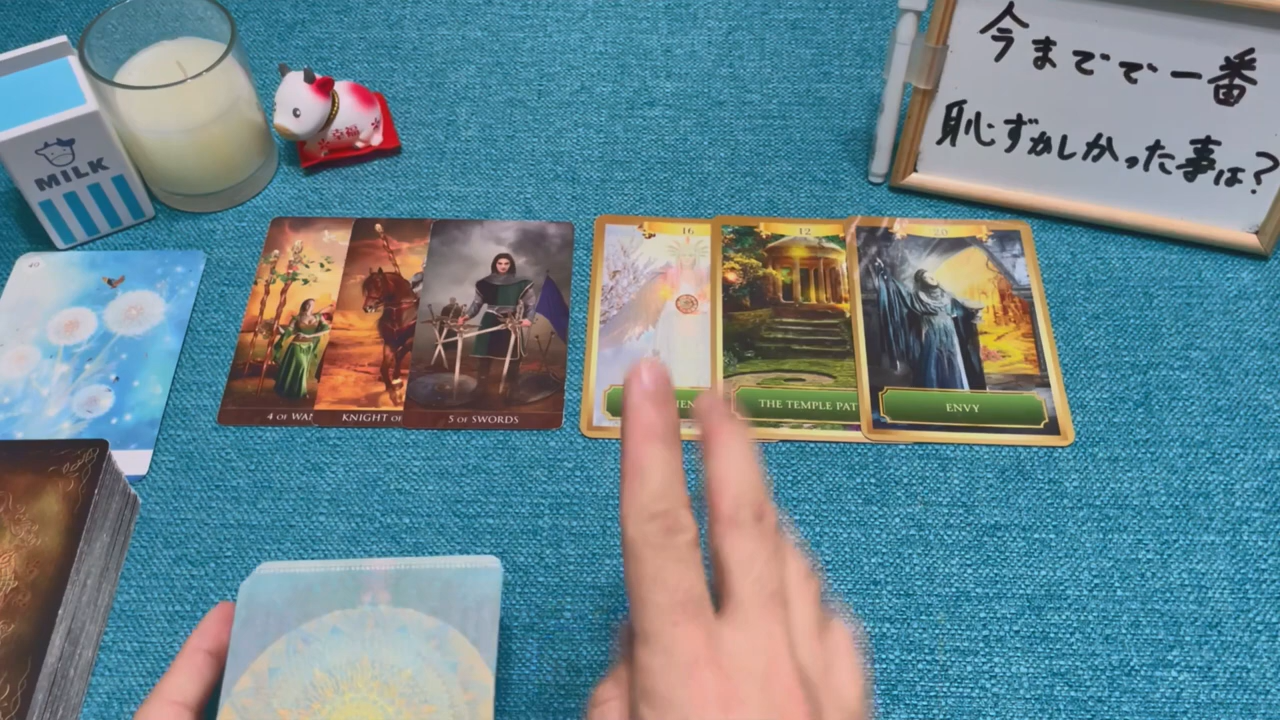 今までで一番
恥ずかしかった事は?
MILK
40
4 OF WAN
KNIGHT OF
5 OF SWORDS
16
12
THE TEMPLE PAT
20
ENVY